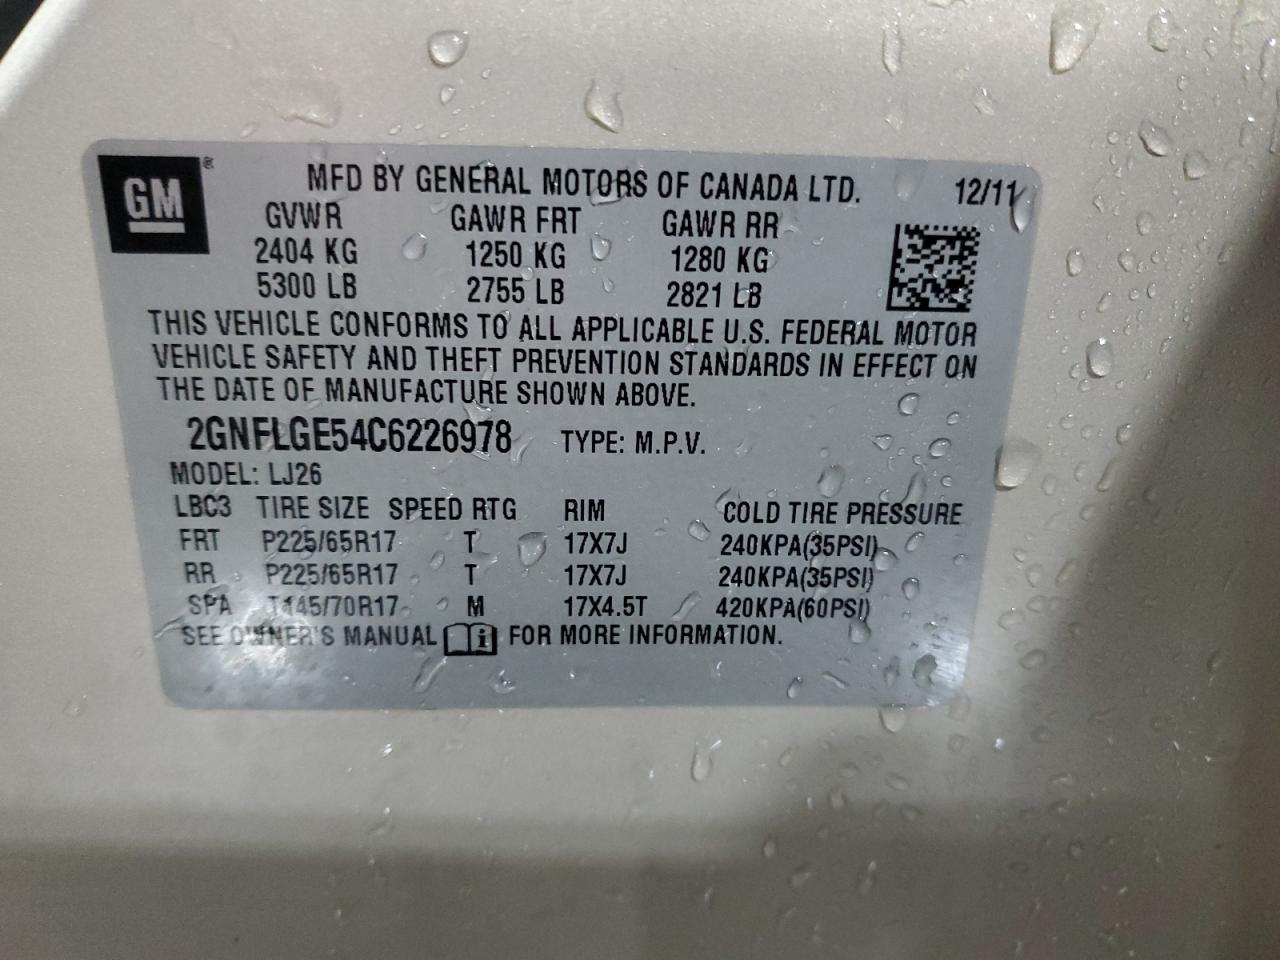 GM®
MFD BY GENERAL MOTORS OF CANADA LTD. 12/11
GVWR GAWR FRT GAWR RR
2404 KG 1250 KG 1280 KG
5300 LB 2755 LB 2821 LB
THIS VEHICLE CONFORMS TO ALL APPLICABLE U.S. FEDERAL MOTOR
VEHICLE SAFETY AND THEFT PREVENTION STANDARDS IN EFFECT ON
THE DATE OF MANUFACTURE SHOWN ABOVE.
2GNFLGE54C6226978 TYPE: M.P.V.
MODEL: LJ26
LBC3 TIRE SIZE SPEED RTG RIM COLD TIRE PRESSURE
FRT P225/65R17 T 17X7J 240KPA(35PSI)
RR P225/65R17 T 17X7J 240KPA(35PSI)
SPA T145/70R17 M 17X4.5T 420KPA(60PSI)
SEE OWNER'S MANUAL FOR MORE INFORMATION.